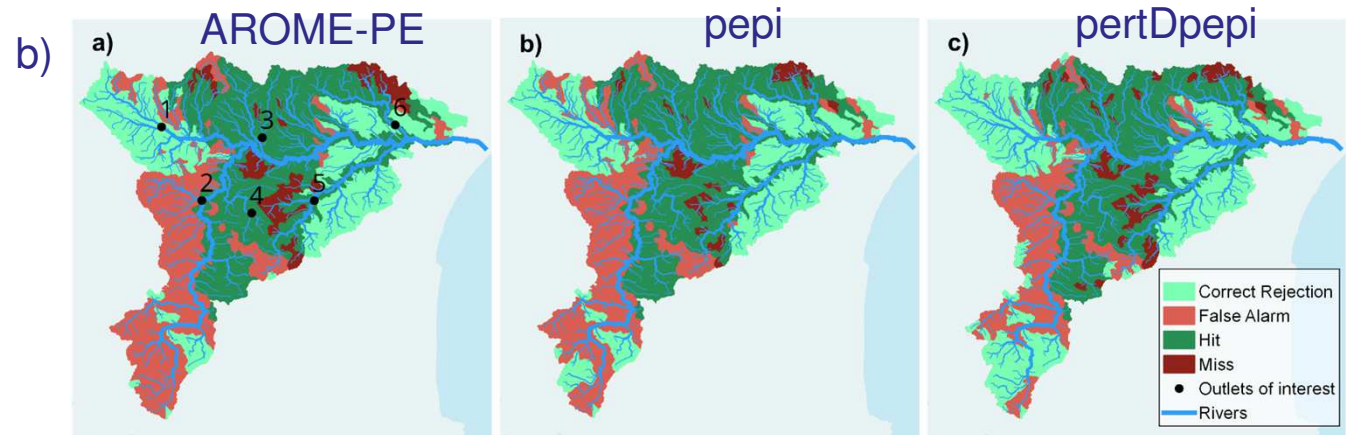 b)
AROME-PE
pepi
pertDpepi
a)
b)
c)
1
2
3
4
5
6
Correct Rejection
False Alarm
Hit
Miss
Outlets of interest
Rivers